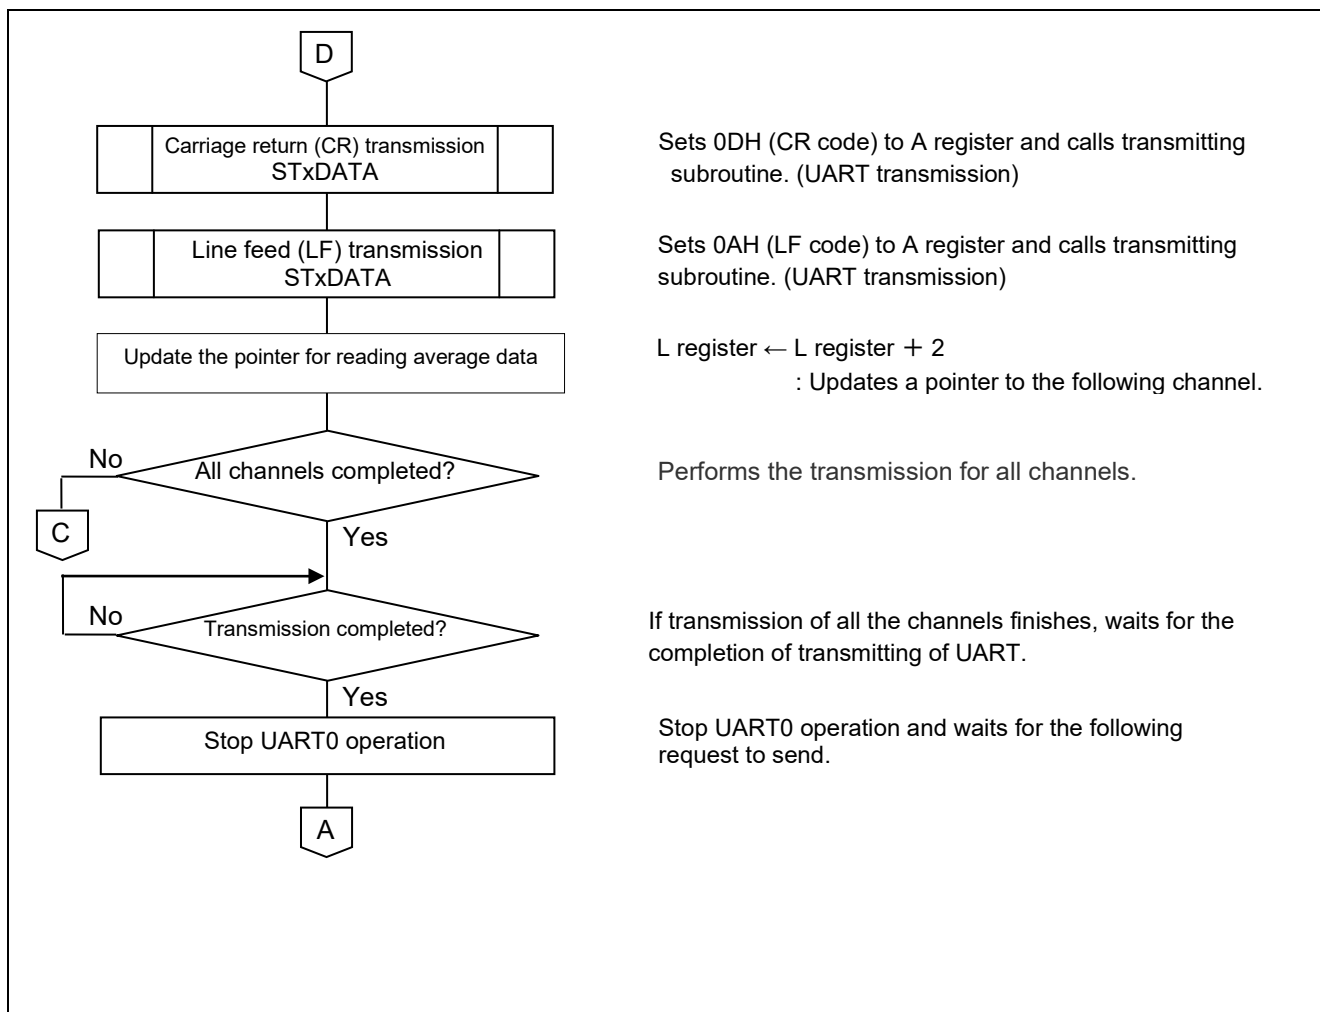 D
Carriage return (CR) transmission
STxDATA
Sets 0DH (CR code) to A register and calls transmitting
subroutine. (UART transmission)
Line feed (LF) transmission
STxDATA
Sets 0AH (LF code) to A register and calls transmitting
subroutine. (UART transmission)
Update the pointer for reading average data
L register ← L register + 2
: Updates a pointer to the following channel.
No
All channels completed?
Performs the transmission for all channels.
C
Yes
No
Transmission completed?
If transmission of all the channels finishes, waits for the
completion of transmitting of UART.
Yes
Stop UART0 operation
Stop UART0 operation and waits for the following
request to send.
A